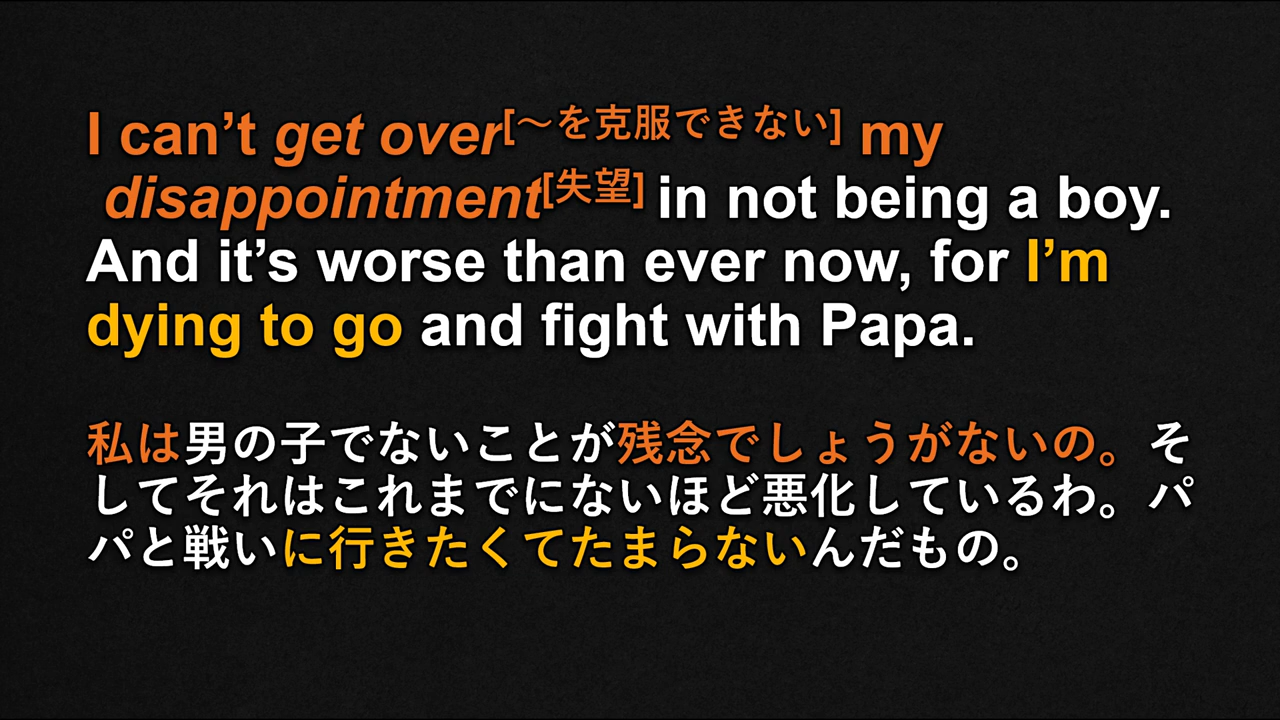 I can’t get over[～を克服できない] my
disappointment[失望] in not being a boy.
And it’s worse than ever now, for I’m
dying to go and fight with Papa.
私は男の子でないことが残念でしょうがないの。そ
してそれはこれまでにないほど悪化しているわ。パ
パと戦いに行きたくてたまらないんだもの。